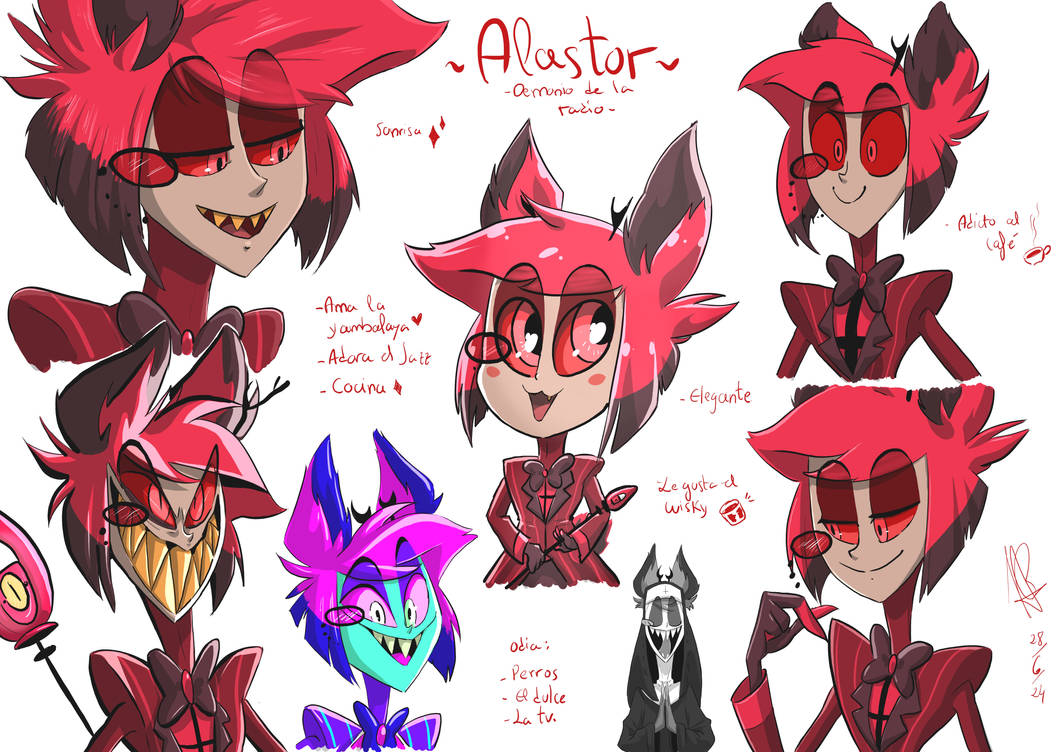 ~Alastor~
-Demonio de la
radio-
Sonrisa
-Adicto al
café
-Ama la
yambalaya
-Adora el Jazz
-Cocina
-Elegante
-Le gusta el
wisky
Odia:
-Perros
-El dulce
-La tv.
28/
6/
24